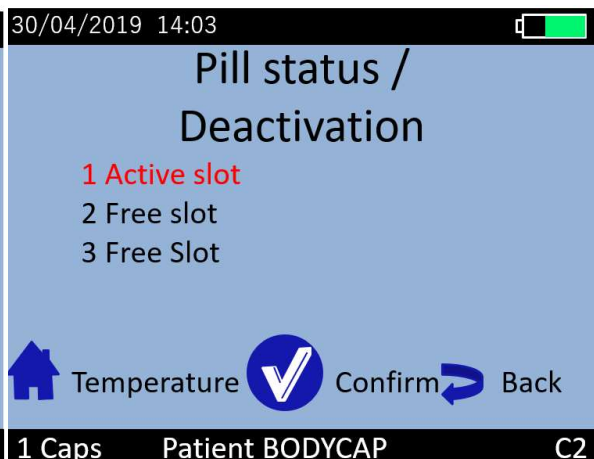 30/04/2019 14:03
Pill status /
Deactivation
1 Active slot
2 Free slot
3 Free Slot
Temperature Confirm Back
1 Caps Patient BODYCAP C2